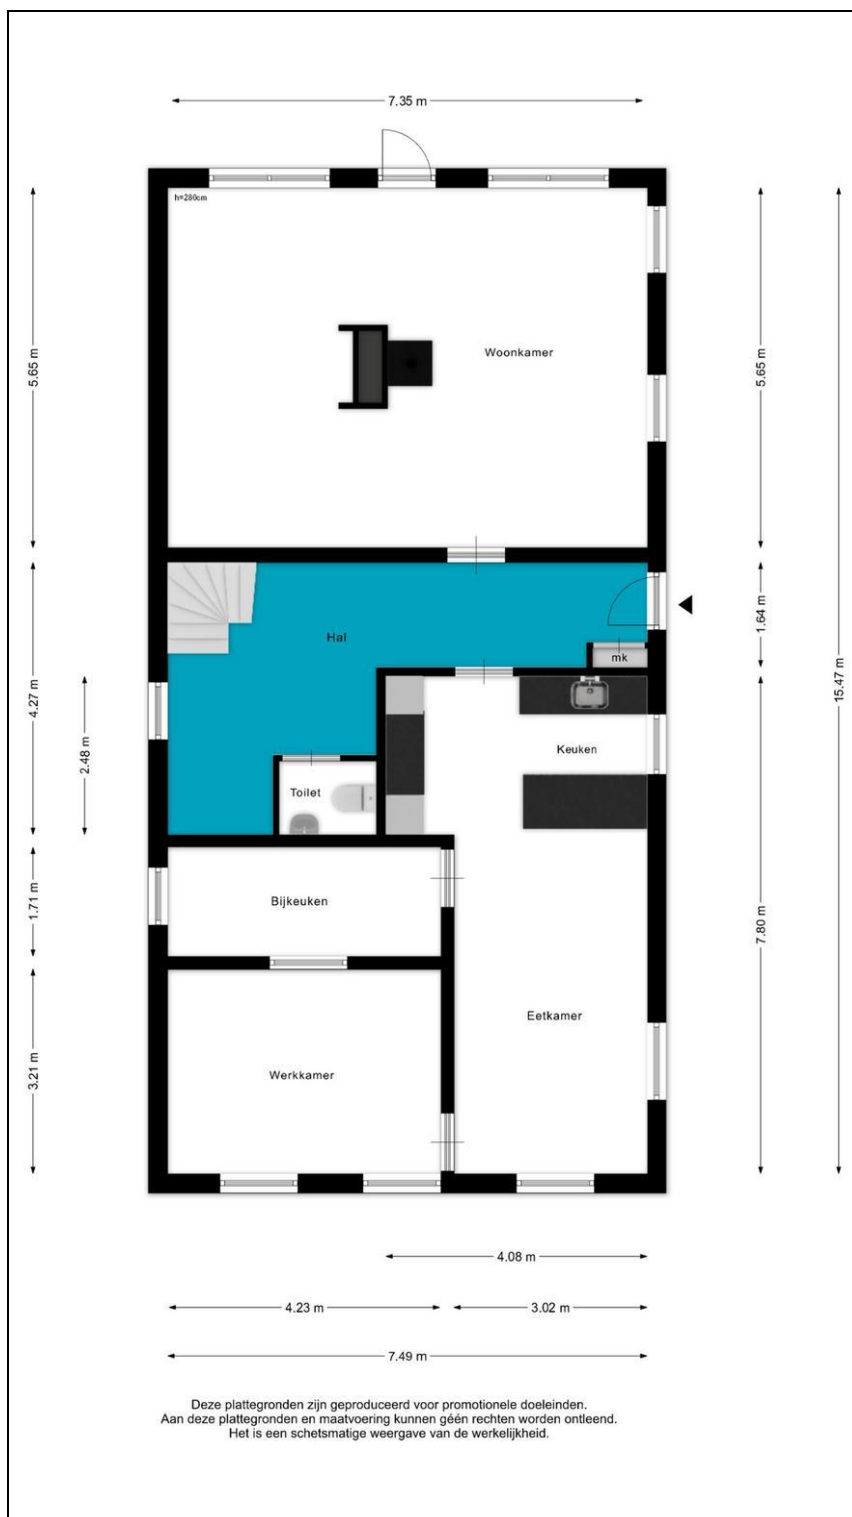 7.35 m
h=280cm
5.65 m
Woonkamer
5.65 m
1.64 m
Hal
mk
4.27 m
15.47 m
2.48 m
Keuken
Toilet
1.71 m
Bijkeuken
7.80 m
Eetkamer
3.21 m
Werkkamer
4.08 m
4.23 m
3.02 m
7.49 m
Deze plattegronden zijn geproduceerd voor promotionele doeleinden.
Aan deze plattegronden en maatvoering kunnen géén rechten worden ontleend.
Het is een schetsmatige weergave van de werkelijkheid.